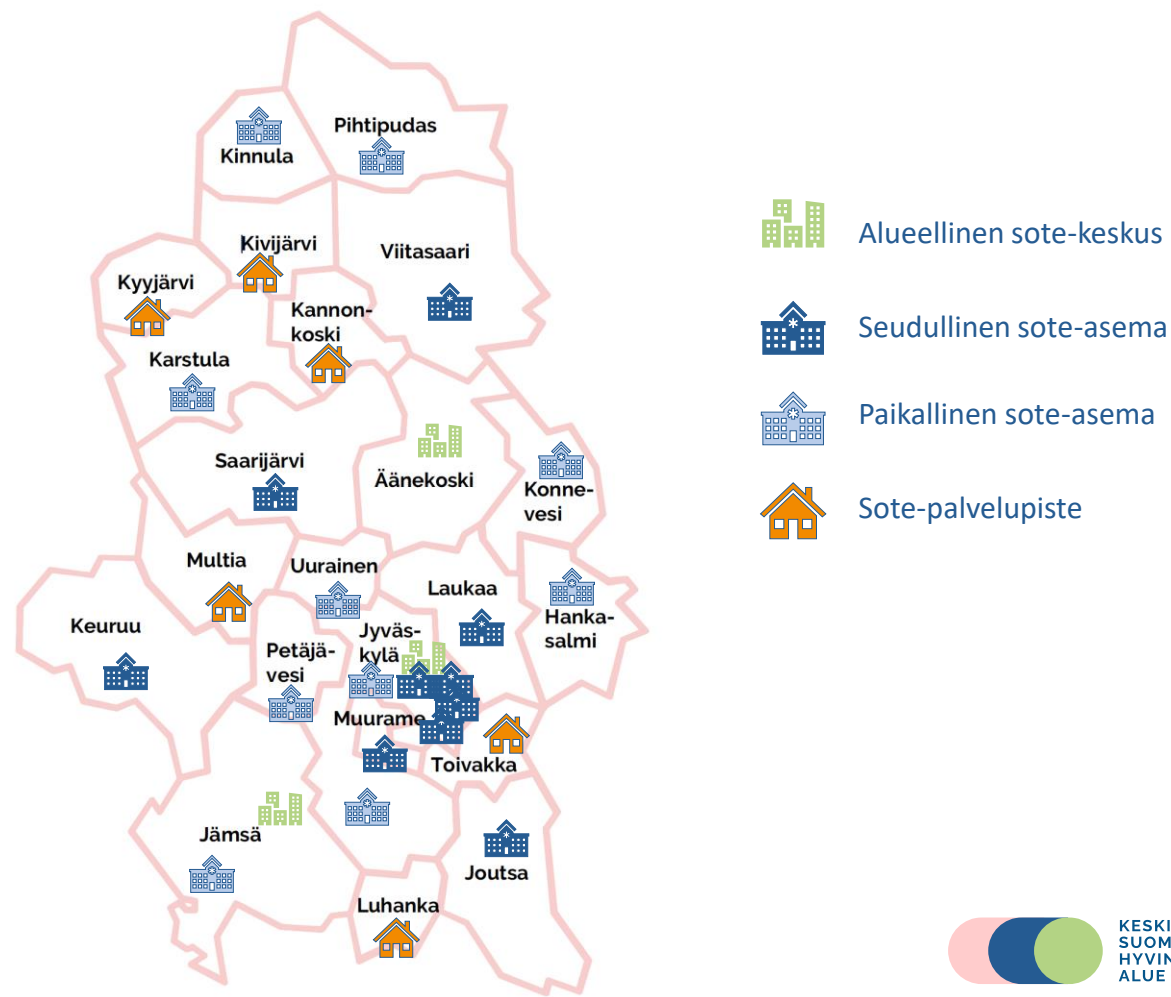 Pihtipudas
Kinnula
Kivijärvi
Viitasaari
Kyyjärvi
Kannon-
koski
Karstula
Saarijärvi
Äänekoski
Konne-
vesi
Multia
Uurainen
Laukaa
Hanka-
salmi
Keuruu
Petäjä-
vesi
Jyväs-
kylä
Muurame
Toivakka
Jämsä
Joutsa
Luhanka
Alueellinen sote-keskus
Seudullinen sote-asema
Paikallinen sote-asema
Sote-palvelupiste
KESKI
SUOM
HYVIN
ALUE